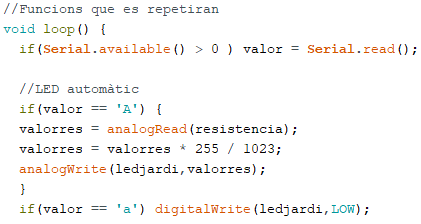 //Funcions que es repetiran
void loop() {
  if(Serial.available() > 0 ) valor = Serial.read();

  //LED automàtic
  if(valor == 'A') {
  valorres = analogRead(resistencia);
  valorres = valorres * 255 / 1023;
  analogWrite(ledjardi,valorres);
  }
  if(valor == 'a') digitalWrite(ledjardi,LOW);